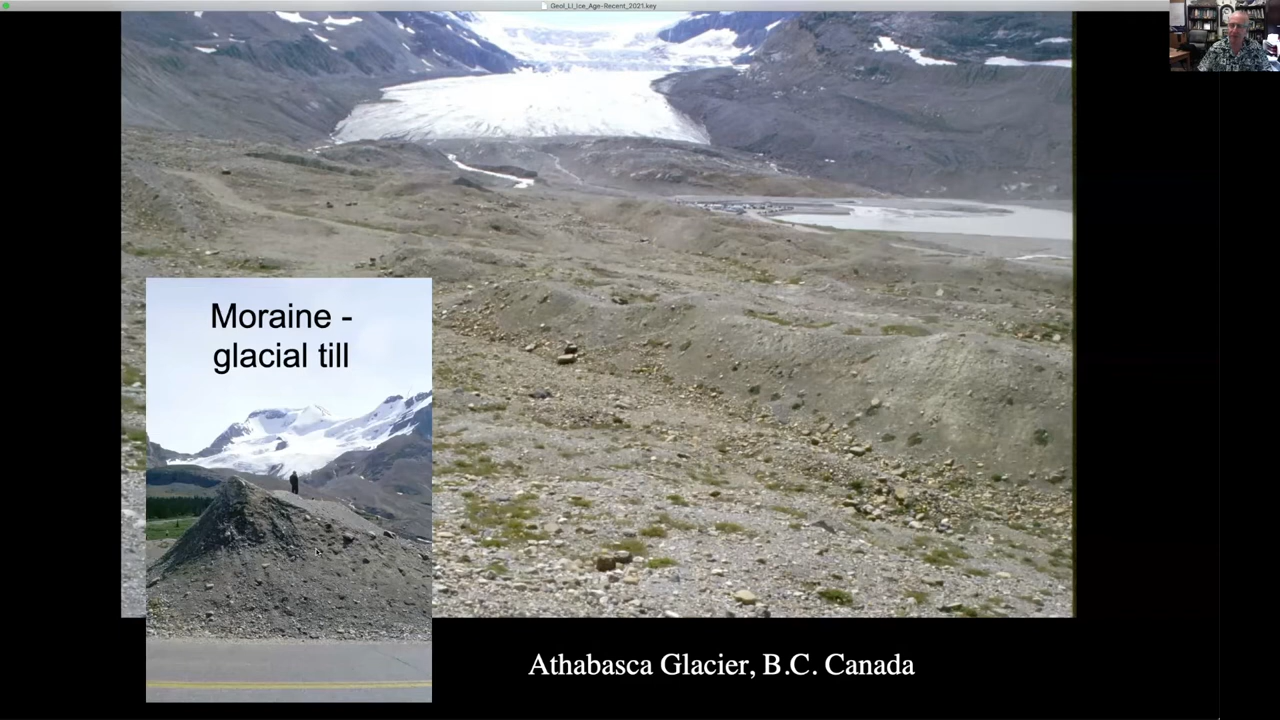 Geol_LI_Ice_Age-Recent_2021.key
Moraine -
glacial till
Athabasca Glacier, B.C. Canada